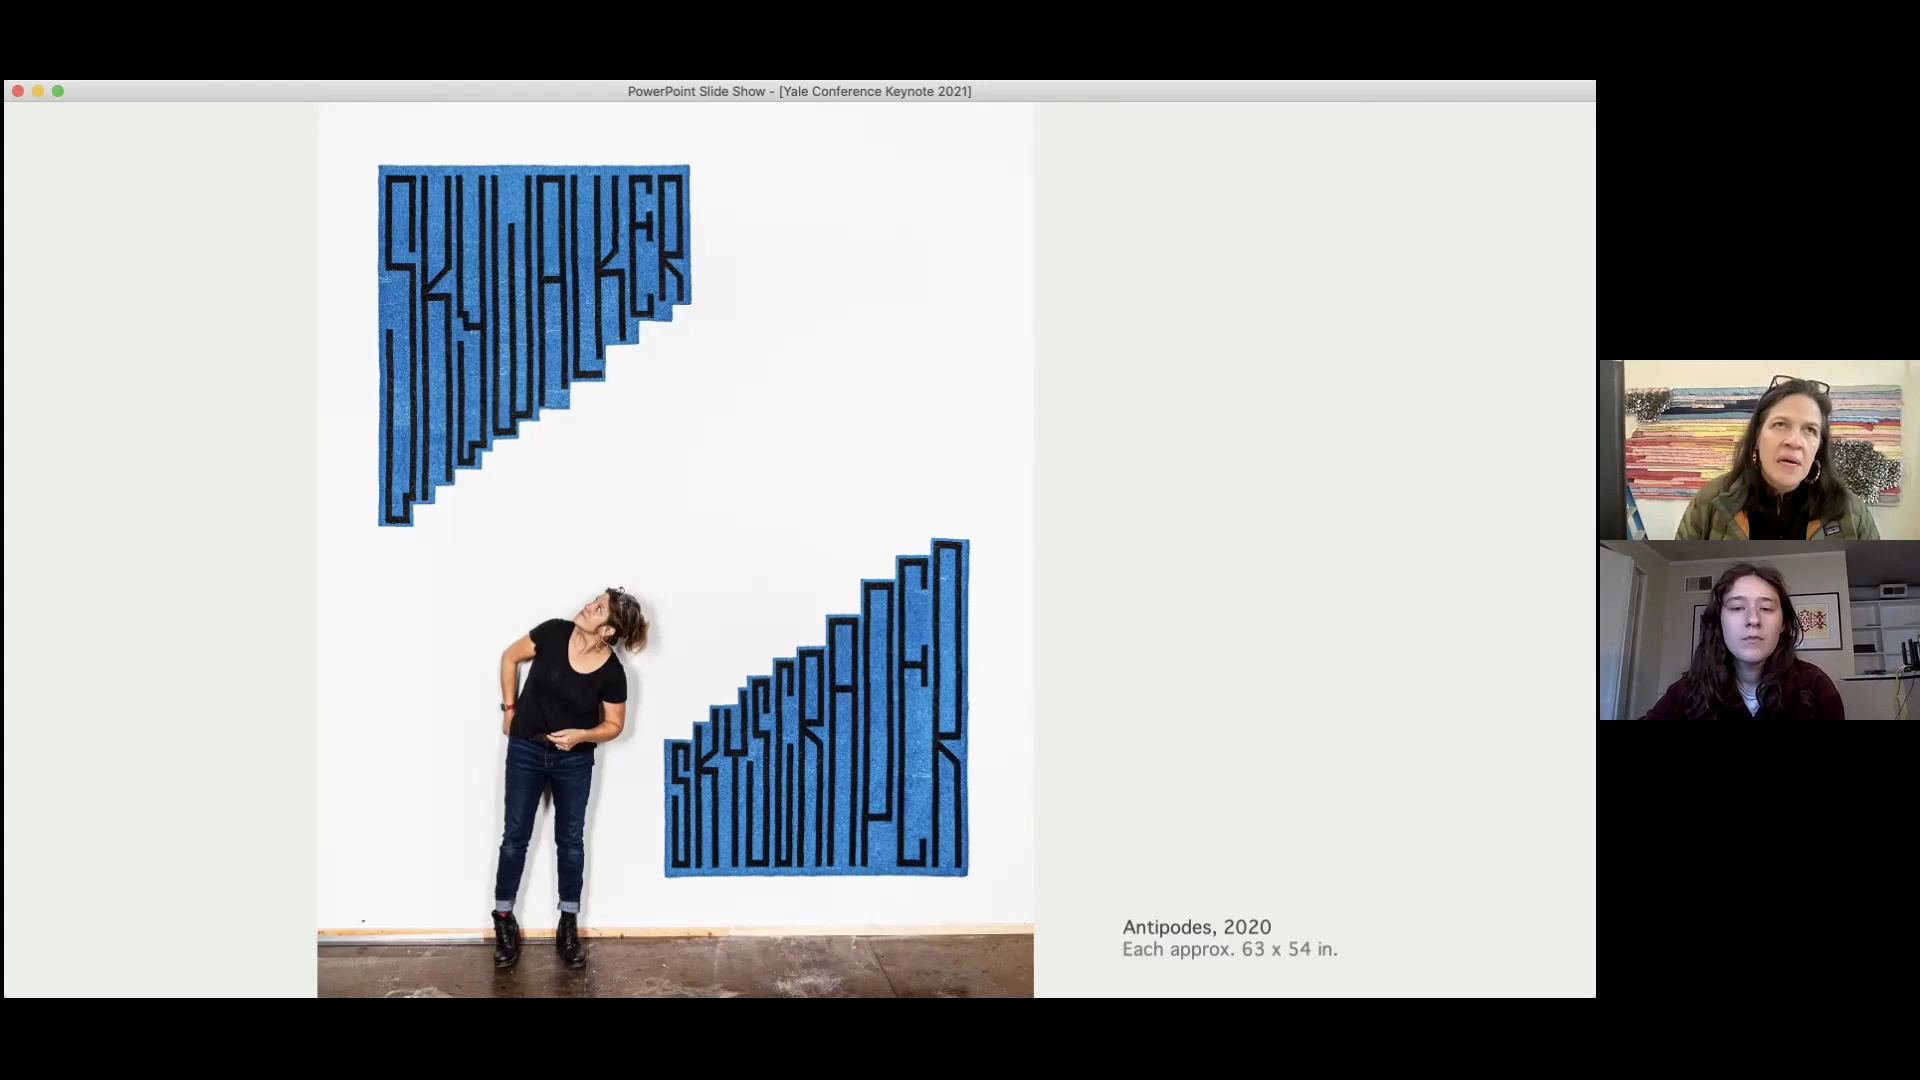 PowerPoint Slide Show - [Yale Conference Keynote 2021]
SKYWALKER
SKYSCRAPER
Antipodes, 2020
Each approx. 63 x 54 in.